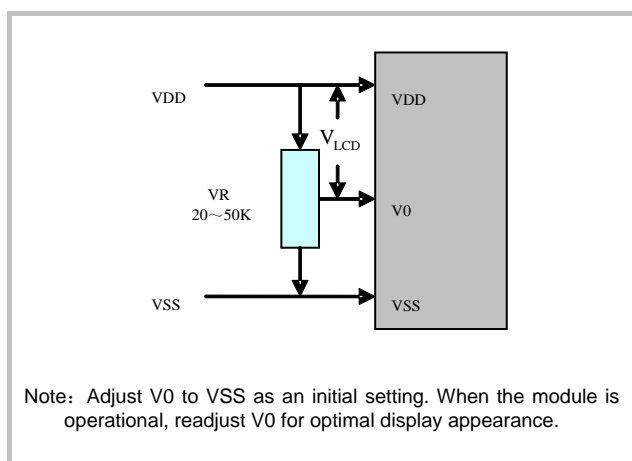 VDD
VDD
V LCD
VR
20～50K
V0
VSS
VSS
Note：Adjust V0 to VSS as an initial setting. When the module is
operational, readjust V0 for optimal display appearance.